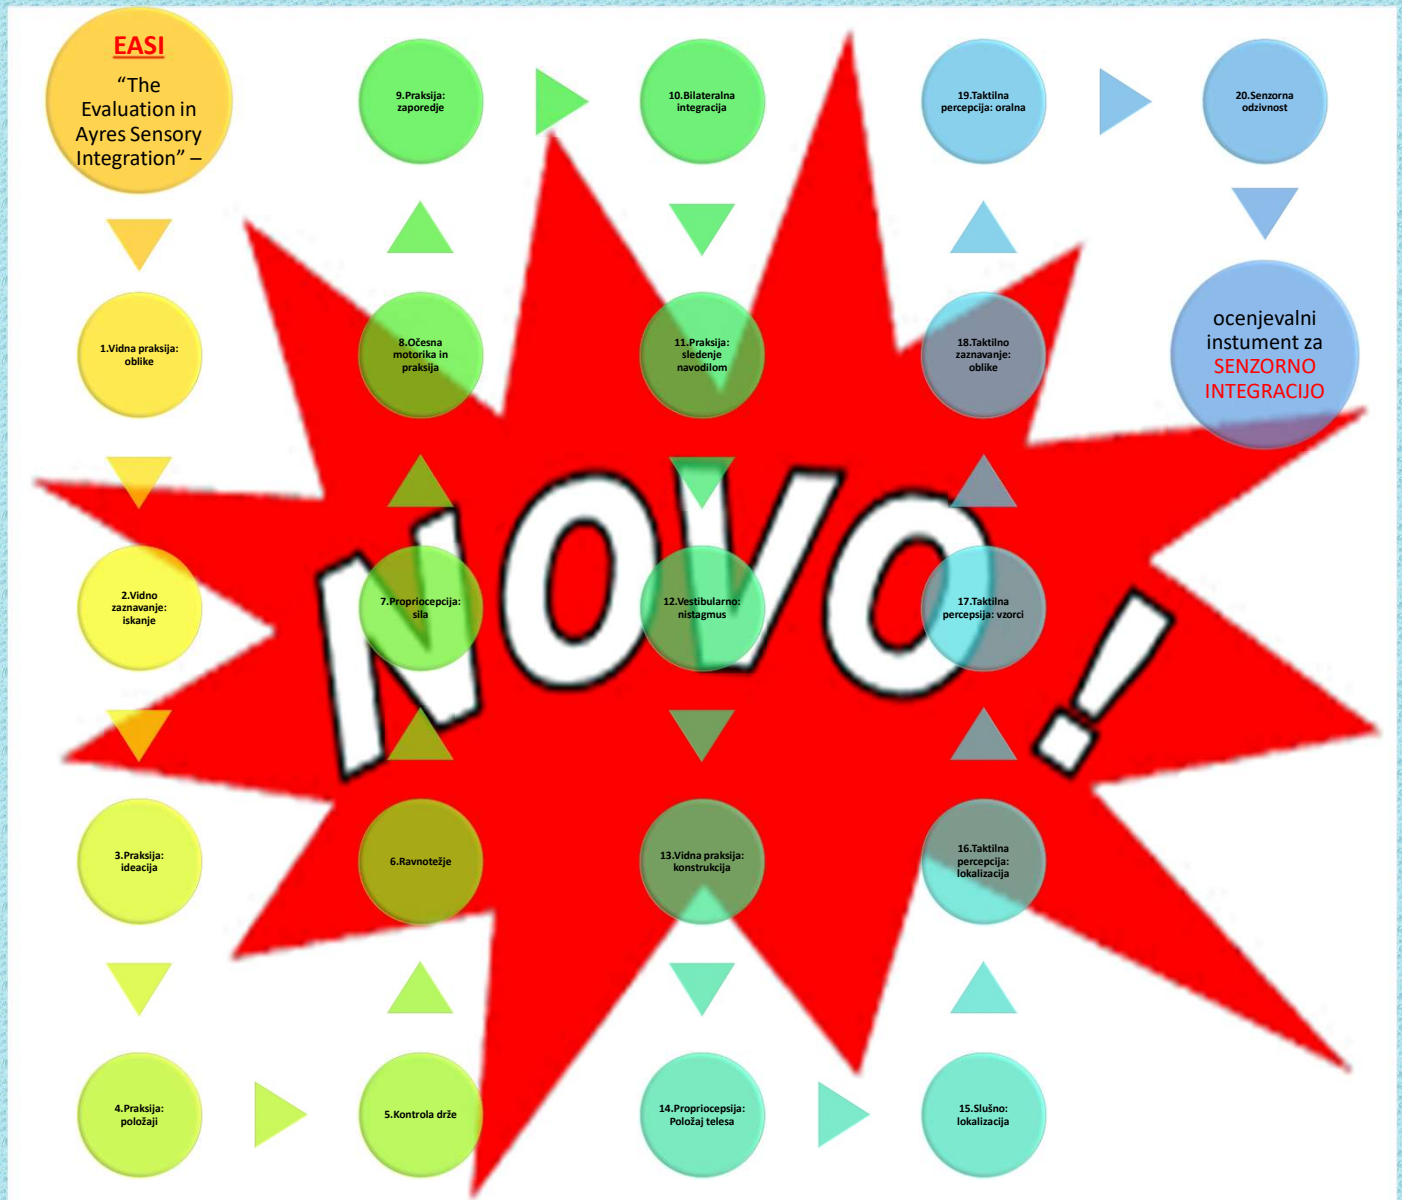 EASI
“The
Evaluation in
Ayres Sensory
Integration” –
1.Vidna praksija:
oblike
2.Vidno
zaznavanje:
iskanje
3.Praksija:
ideacija
4.Praksija:
položaji
5.Kontrola drže
6.Ravnotežje
7.Propriocepcija:
sila
8.Očesna
motorika in
praksija
9.Praksija:
zaporedje
10.Bilateralna
integracija
11.Praksija:
sledenje
navodilom
12.Vestibularno:
nistagmus
13.Vidna praksija:
konstrukcija
14.Propriocepsija:
Položaj telesa
15.Slušno:
lokalizacija
16.Taktilna
percepcija:
lokalizacija
17.Taktilna
percepsija: vzorci
18.Taktilno
zaznavanje:
oblike
19.Taktilna
percepcija: oralna
20.Senzorna
odzivnost
ocenjevalni
instument za
SENZORNO
INTEGRACIJO
NOVO!